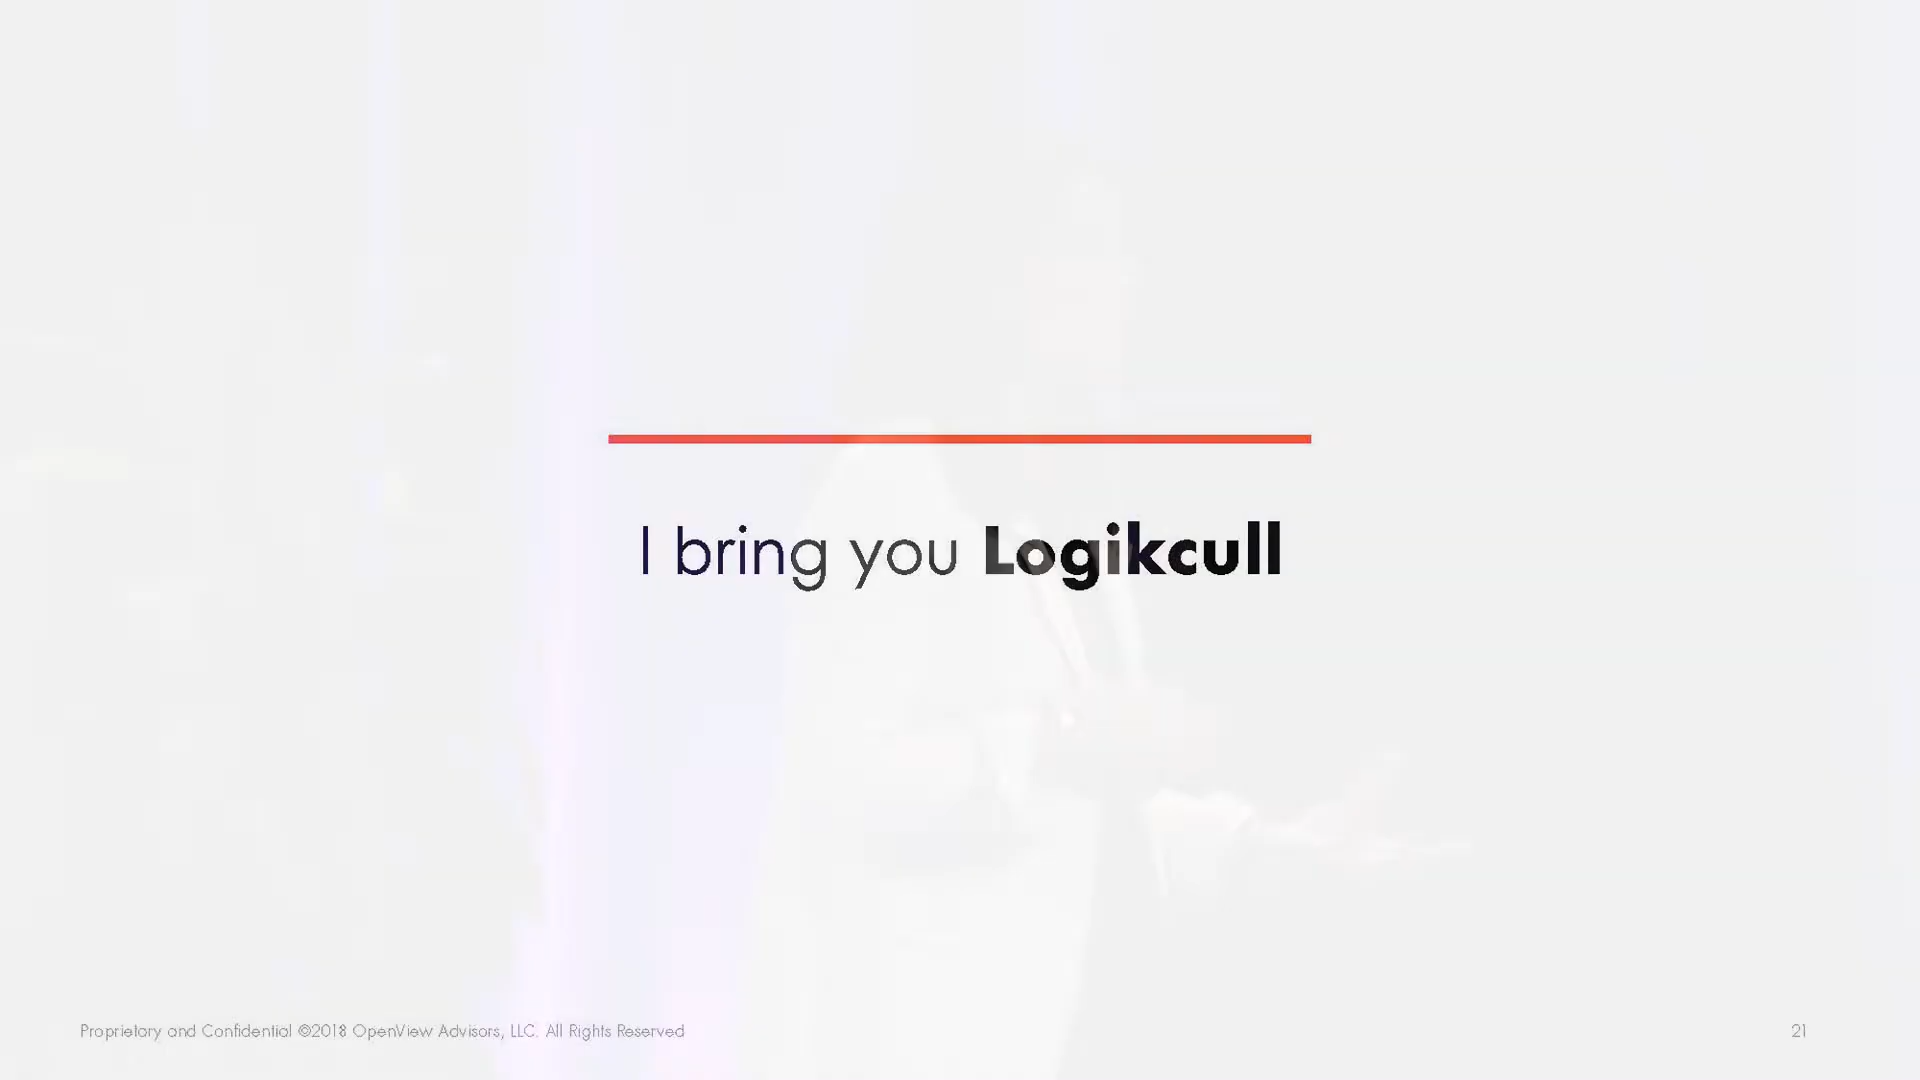 I bring you Logikcull
Proprietary and Confidential ©2018 OpenView Advisors, LLC. All Rights Reserved
21